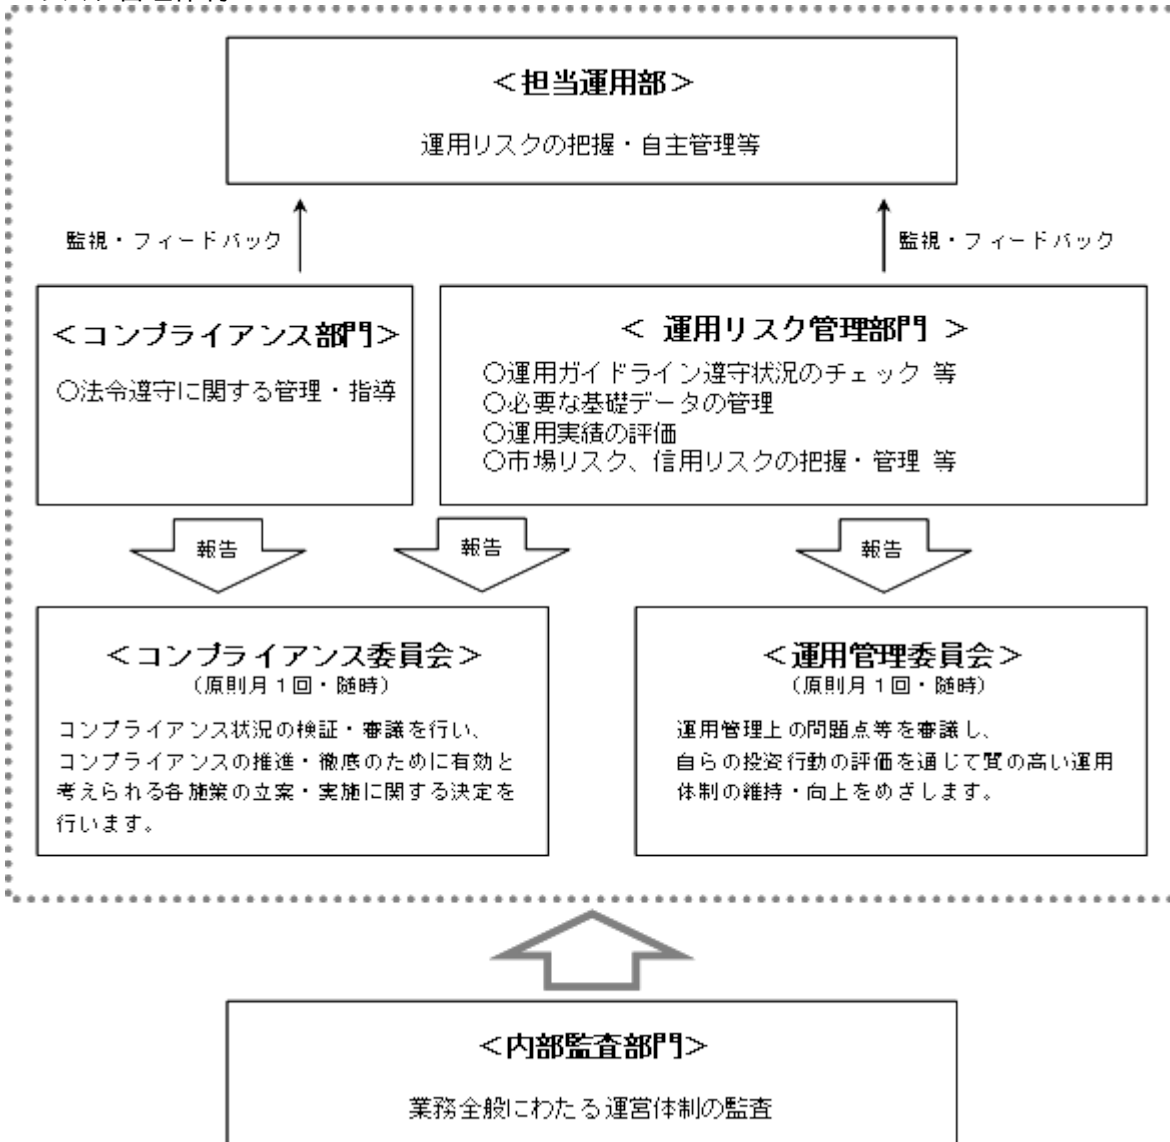 ＜担当運用部＞
運用リスクの把握・自主管理等
監視・フィードバック
監視・フィードバック
＜コンプライアンス部門＞
○法令遵守に関する管理・指導
＜ 運用リスク管理部門 ＞
○運用ガイドライン遵守状況のチェック 等
○必要な基礎データの管理
○運用実績の評価
○市場リスク、信用リスクの把握・管理 等
報告
報告
報告
＜コンプライアンス委員会＞
（原則月１回・随時）
コンプライアンス状況の検証・審議を行い、
コンプライアンスの推進・徹底のために有効と
考えられる各施策の立案・実施に関する決定を
行います。
＜運用管理委員会＞
（原則月１回・随時）
運用管理上の問題点等を審議し、
自らの投資行動の評価を通じて質の高い運用
体制の維持・向上をめざします。
＜内部監査部門＞
業務全般にわたる運営体制の監査